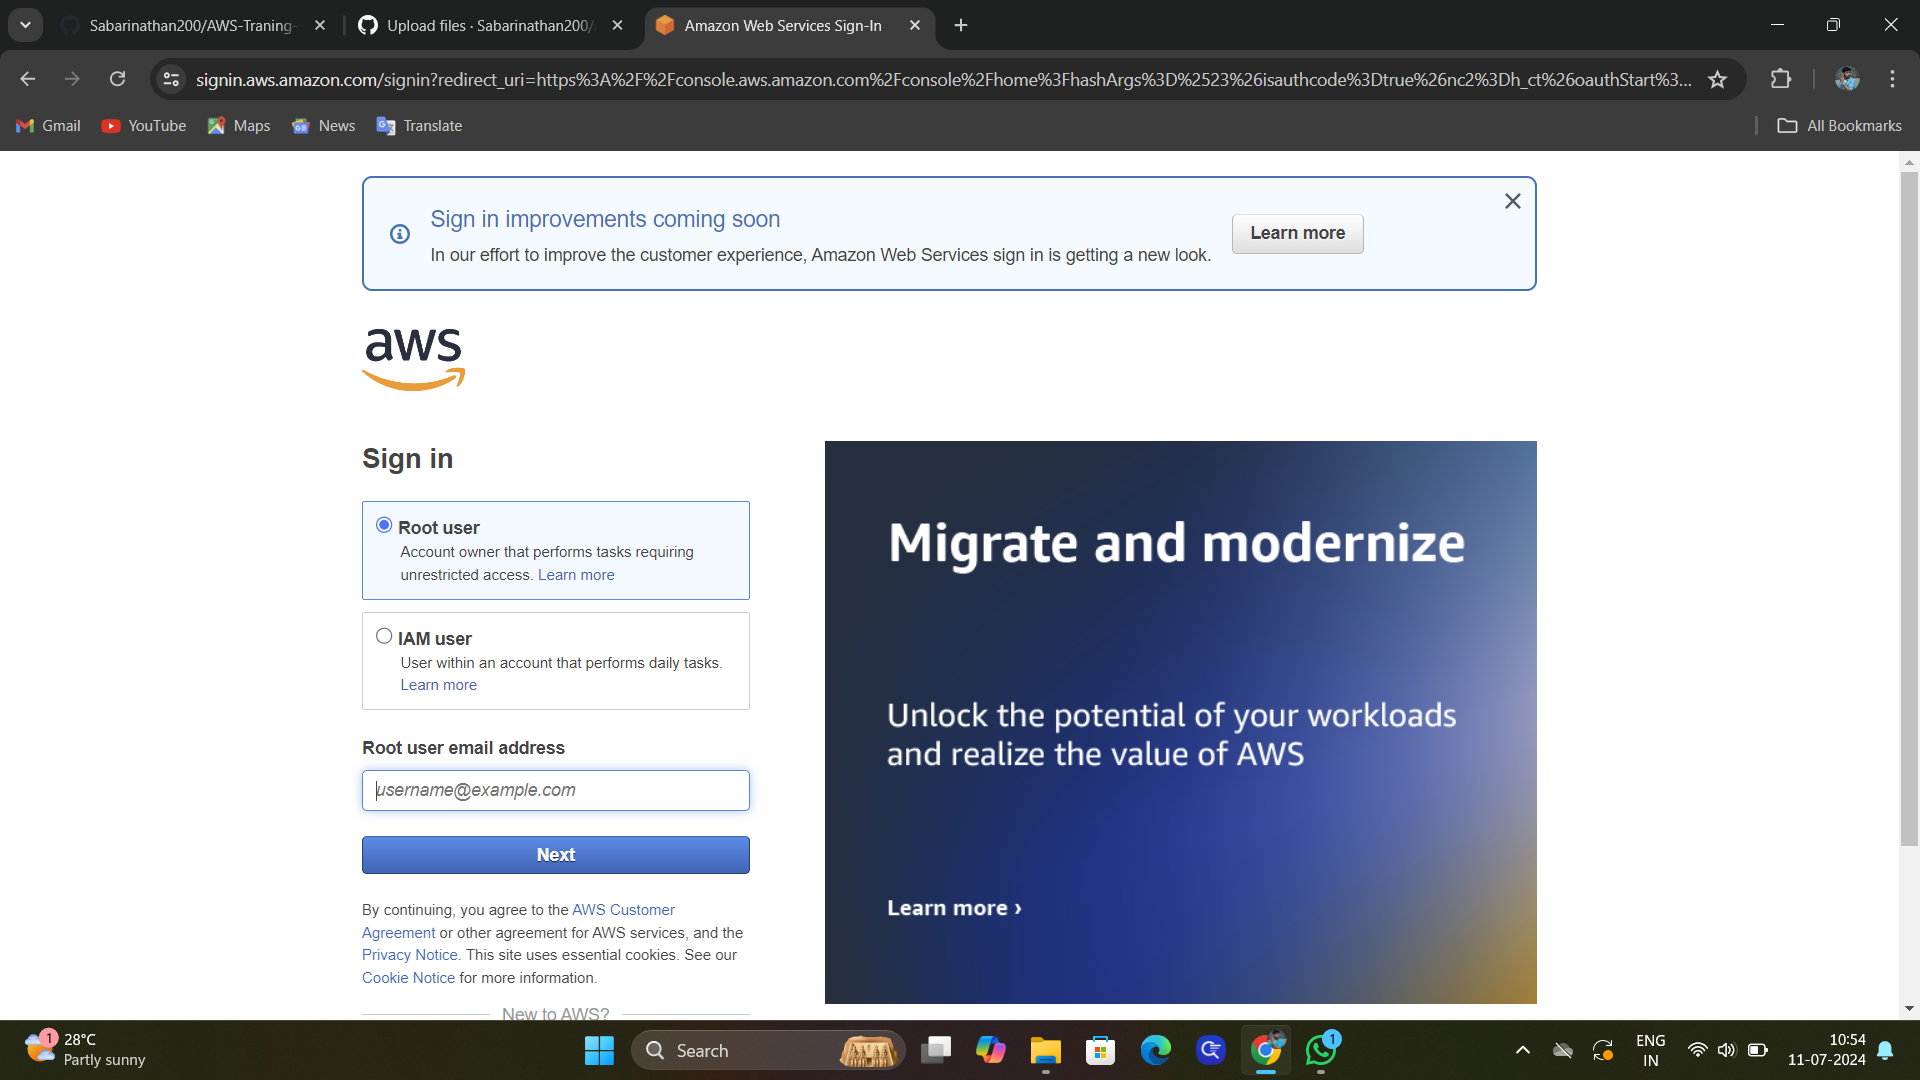 Sabarinathan200/AWS-Traning-
Upload files · Sabarinathan200/
Amazon Web Services Sign-In
signin.aws.amazon.com/signin?redirect_uri=https%3A%2F%2Fconsole.aws.amazon.com%2Fconsole%2Fhome%3FhashArgs%3D%2523%26isauthcode%3Dtrue%26nc2%3Dh_ct%26oauthStart%3...
Gmail
YouTube
Maps
News
Translate
All Bookmarks
Sign in improvements coming soon
In our effort to improve the customer experience, Amazon Web Services sign in is getting a new look.
Learn more
aws
Sign in
Root user
Account owner that performs tasks requiring
unrestricted access. Learn more
IAM user
User within an account that performs daily tasks.
Learn more
Root user email address
username@example.com
Next
By continuing, you agree to the AWS Customer
Agreement or other agreement for AWS services, and the
Privacy Notice. This site uses essential cookies. See our
Cookie Notice for more information.
New to AWS?
Migrate and modernize
Unlock the potential of your workloads
and realize the value of AWS
Learn more ›
1
28°C
Partly sunny
Search
1
ENG
IN
10:54
11-07-2024